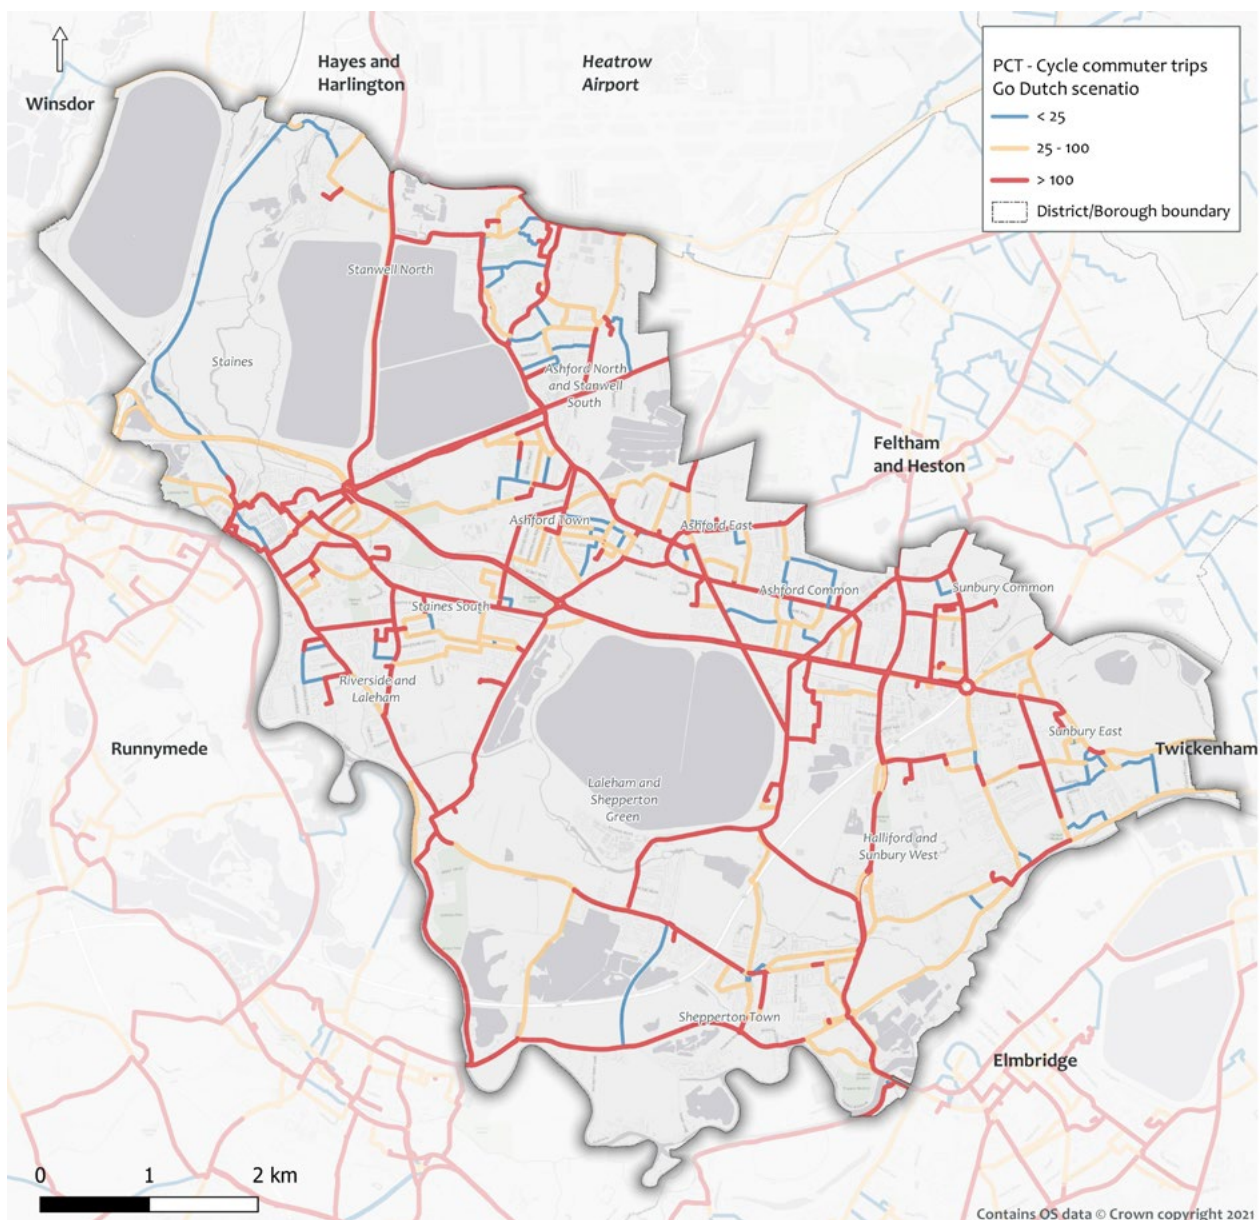 Hayes and
Harlington
Heatrow
Airport
Winsdor
PCT - Cycle commuter trips
Go Dutch scenatio
< 25
25 - 100
> 100
District/Borough boundary
Stanwell North
Staines
Ashford North
and Stanwell
South
Feltham
and Heston
Ashford Town
Ashford East
Ashford Common
Sunbury Common
Staines South
Riverside and
Laleham
Runnymede
Sunbury East
Twickenham
Laleham and
Shepperton
Green
Halliford and
Sunbury West
Shepperton Town
Elmbridge
0 1 2 km
Contains OS data © Crown copyright 2021